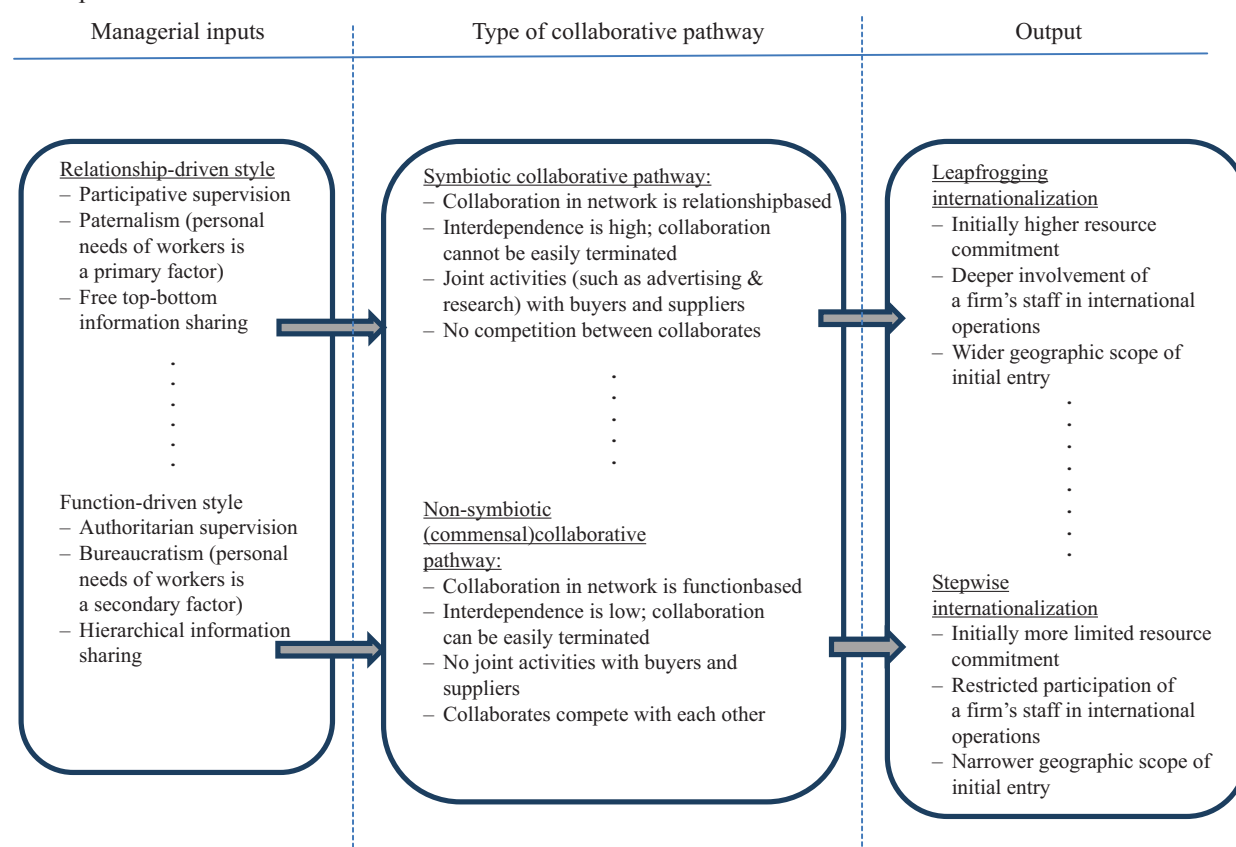 Managerial inputs
Type of collaborative pathway
Output
Relationship-driven style
– Participative supervision
– Paternalism (personal
needs of workers is
a primary factor)
– Free top-bottom
information sharing
Function-driven style
– Authoritarian supervision
– Bureaucratism (personal
needs of workers is
a secondary factor)
– Hierarchical information
sharing
Symbiotic collaborative pathway:
– Collaboration in network is relationshipbased
– Interdependence is high; collaboration
cannot be easily terminated
– Joint activities (such as advertising &
research) with buyers and suppliers
– No competition between collaborates
Non-symbiotic
(commensal)collaborative
pathway:
– Collaboration in network is functionbased
– Interdependence is low; collaboration
can be easily terminated
– No joint activities with buyers and
suppliers
– Collaborates compete with each other
Leapfrogging
internationalization
– Initially higher resource
commitment
– Deeper involvement of
a firm's staff in international
operations
– Wider geographic scope of
initial entry
Stepwise
internationalization
– Initially more limited resource
commitment
– Restricted participation of
a firm's staff in international
operations
– Narrower geographic scope of
initial entry